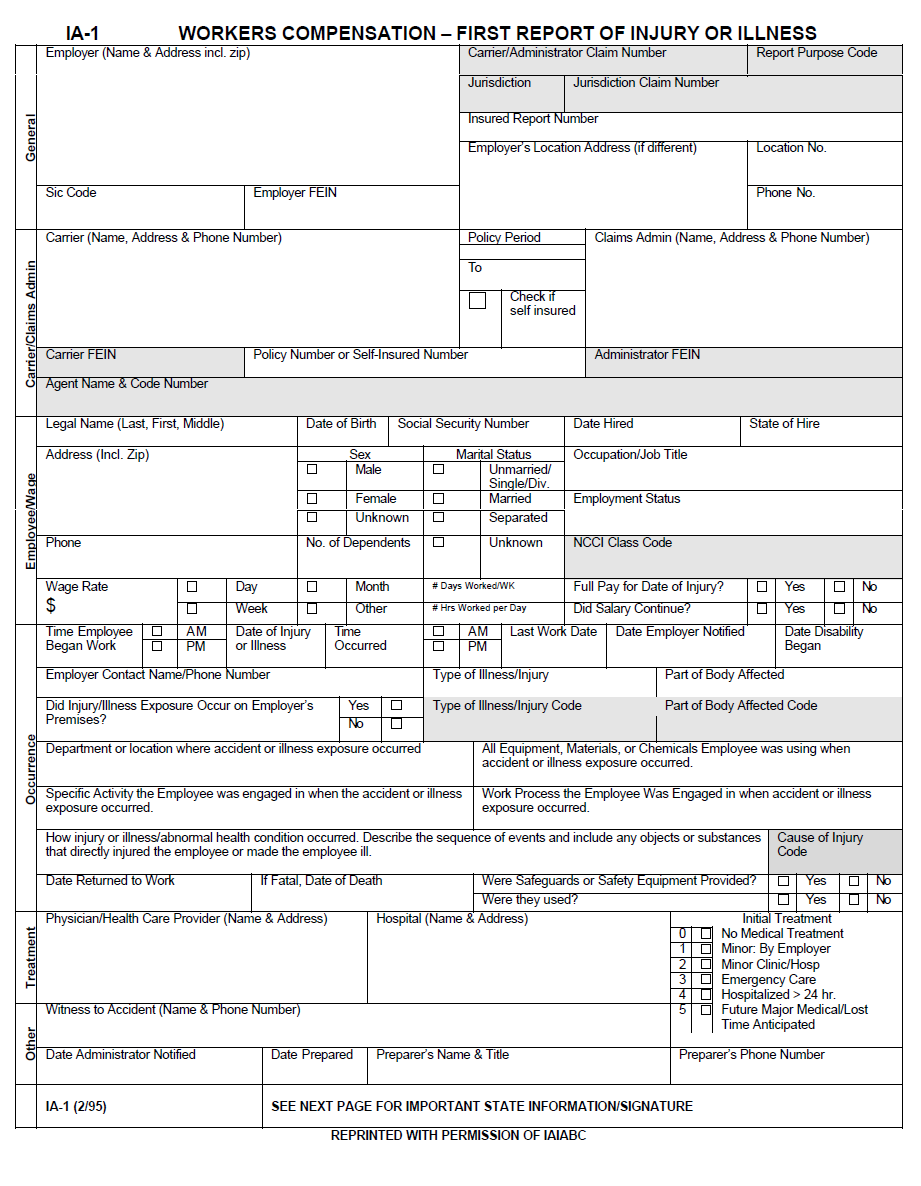 IA-1 WORKERS COMPENSATION – FIRST REPORT OF INJURY OR ILLNESS
General
Employer (Name & Address incl. zip)
Carrier/Administrator Claim Number
Report Purpose Code
Jurisdiction
Jurisdiction Claim Number
Insured Report Number
Employer's Location Address (if different)
Location No.
Sic Code
Employer FEIN
Phone No.
Carrier/Claims Admin
Carrier (Name, Address & Phone Number)
Policy Period
Claims Admin (Name, Address & Phone Number)
To
Check if
self insured
Carrier FEIN
Policy Number or Self-Insured Number
Administrator FEIN
Agent Name & Code Number
Employee/Wage
Legal Name (Last, First, Middle)
Date of Birth
Social Security Number
Date Hired
State of Hire
Address (Incl. Zip)
Sex
Marital Status
Occupation/Job Title
Male
Unmarried/
Single/Div.
Female
Married
Employment Status
Unknown
Separated
Phone
No. of Dependents
Unknown
NCCI Class Code
Wage Rate
$
Day
Month
# Days Worked/WK
Full Pay for Date of Injury?
Yes
No
Week
Other
# Hrs Worked per Day
Did Salary Continue?
Yes
No
Occurrence
Time Employee
Began Work
AM
PM
Date of Injury
or Illness
Time
Occurred
AM
PM
Last Work Date
Date Employer Notified
Date Disability
Began
Employer Contact Name/Phone Number
Type of Illness/Injury
Part of Body Affected
Did Injury/Illness Exposure Occur on Employer's
Premises?
Yes
No
Type of Illness/Injury Code
Part of Body Affected Code
Department or location where accident or illness exposure occurred
All Equipment, Materials, or Chemicals Employee was using when
accident or illness exposure occurred.
Specific Activity the Employee was engaged in when the accident or illness
exposure occurred.
Work Process the Employee Was Engaged in when accident or illness
exposure occurred.
How injury or illness/abnormal health condition occurred. Describe the sequence of events and include any objects or substances
that directly injured the employee or made the employee ill.
Cause of Injury
Code
Date Returned to Work
If Fatal, Date of Death
Were Safeguards or Safety Equipment Provided?
Yes
No
Were they used?
Yes
No
Treatment
Physician/Health Care Provider (Name & Address)
Hospital (Name & Address)
Initial Treatment
0 No Medical Treatment
1 Minor: By Employer
2 Minor Clinic/Hosp
3 Emergency Care
4 Hospitalized > 24 hr.
5 Future Major Medical/Lost
Time Anticipated
Other
Witness to Accident (Name & Phone Number)
Date Administrator Notified
Date Prepared
Preparer's Name & Title
Preparer's Phone Number
IA-1 (2/95)
SEE NEXT PAGE FOR IMPORTANT STATE INFORMATION/SIGNATURE
REPRINTED WITH PERMISSION OF IAIABC